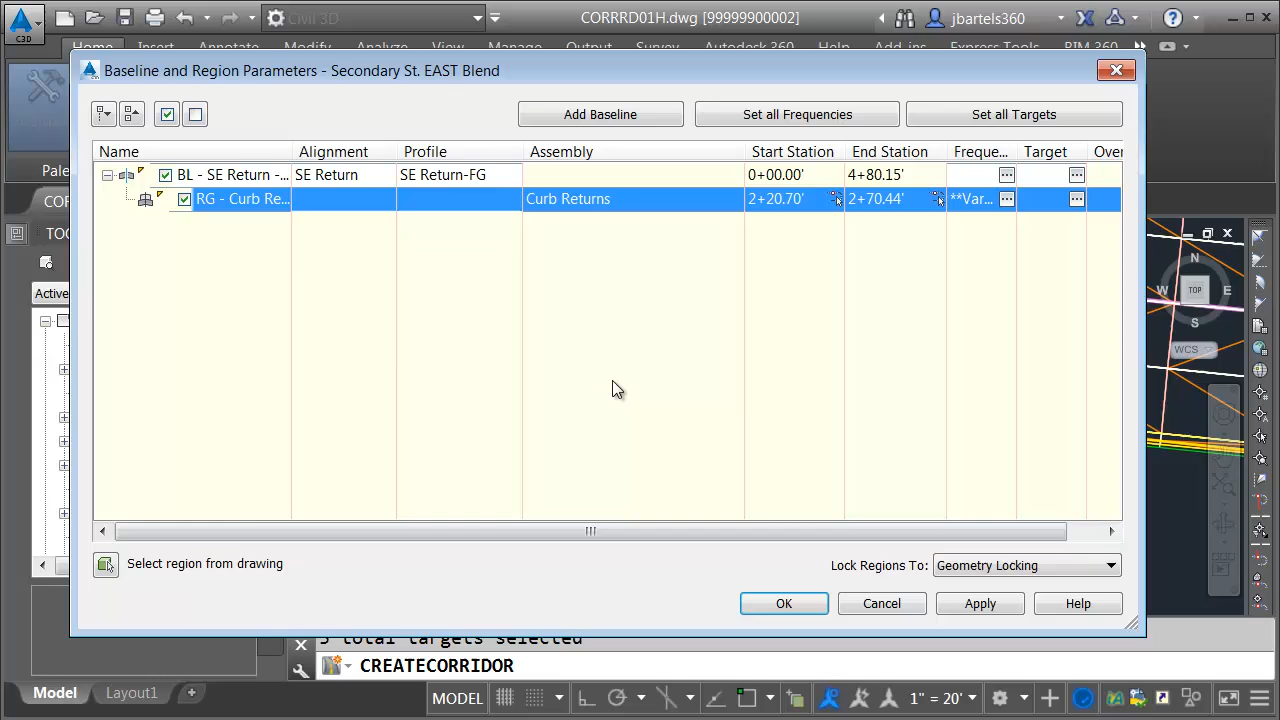 Civil 3D
CORRRD01H.dwg [99999900002]
jbartels360
C3D
Home Insert Annotate Modify Analyze View Manage Output Survey Autodesk 360 Help Add-ins Express Tools BIM 360
Baseline and Region Parameters - Secondary St. EAST Blend
Add Baseline
Set all Frequencies
Set all Targets
Name Alignment Profile Assembly Start Station End Station Freque... Target Over
BL - SE Return -... SE Return SE Return-FG 0+00.00' 4+80.15'
RG - Curb Re... Curb Returns 2+20.70' 2+70.44' **Var...
Pale
COR
TOO
Active
N
W TOP E
S
WCS
Select region from drawing
Lock Regions To: Geometry Locking
OK Cancel Apply Help
5 total targets selected
CREATECORRIDOR
Model Layout1 MODEL 1" = 20'